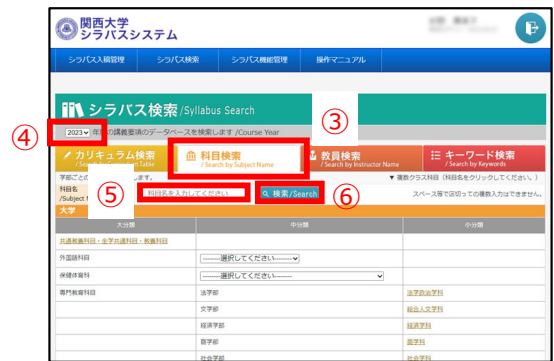 関西大学
シラバスシステム
シラバス入稿管理 シラバス検索 シラバス機能管理 操作マニュアル
シラバス検索/Syllabus Search
③
④
2023 年度の講義要項のデータベースを検索します /Course Year
カリキュラム検索 科目検索 教員検索 キーワード検索
/Search by Subject Name /Search by Instructor Name /Search by Keywords
▼ 複数クラス科目（科目名をクリックしてください。）
⑤
科目名
/Subject
科目名を入力してください
検索/Search
⑥
スペース等で区切っての複数入力はできません。
大学
大分類 中分類 小分類
共通教養科目・全学共通科目・教養科目
外国語科目 --------選択してください--------
保健体育科 --------選択してください--------
専門教育科目 法学部 法学政治学科
文学部 総合人文学科
経済学部 経済学科
商学部 商学科
社会学部 社会学科